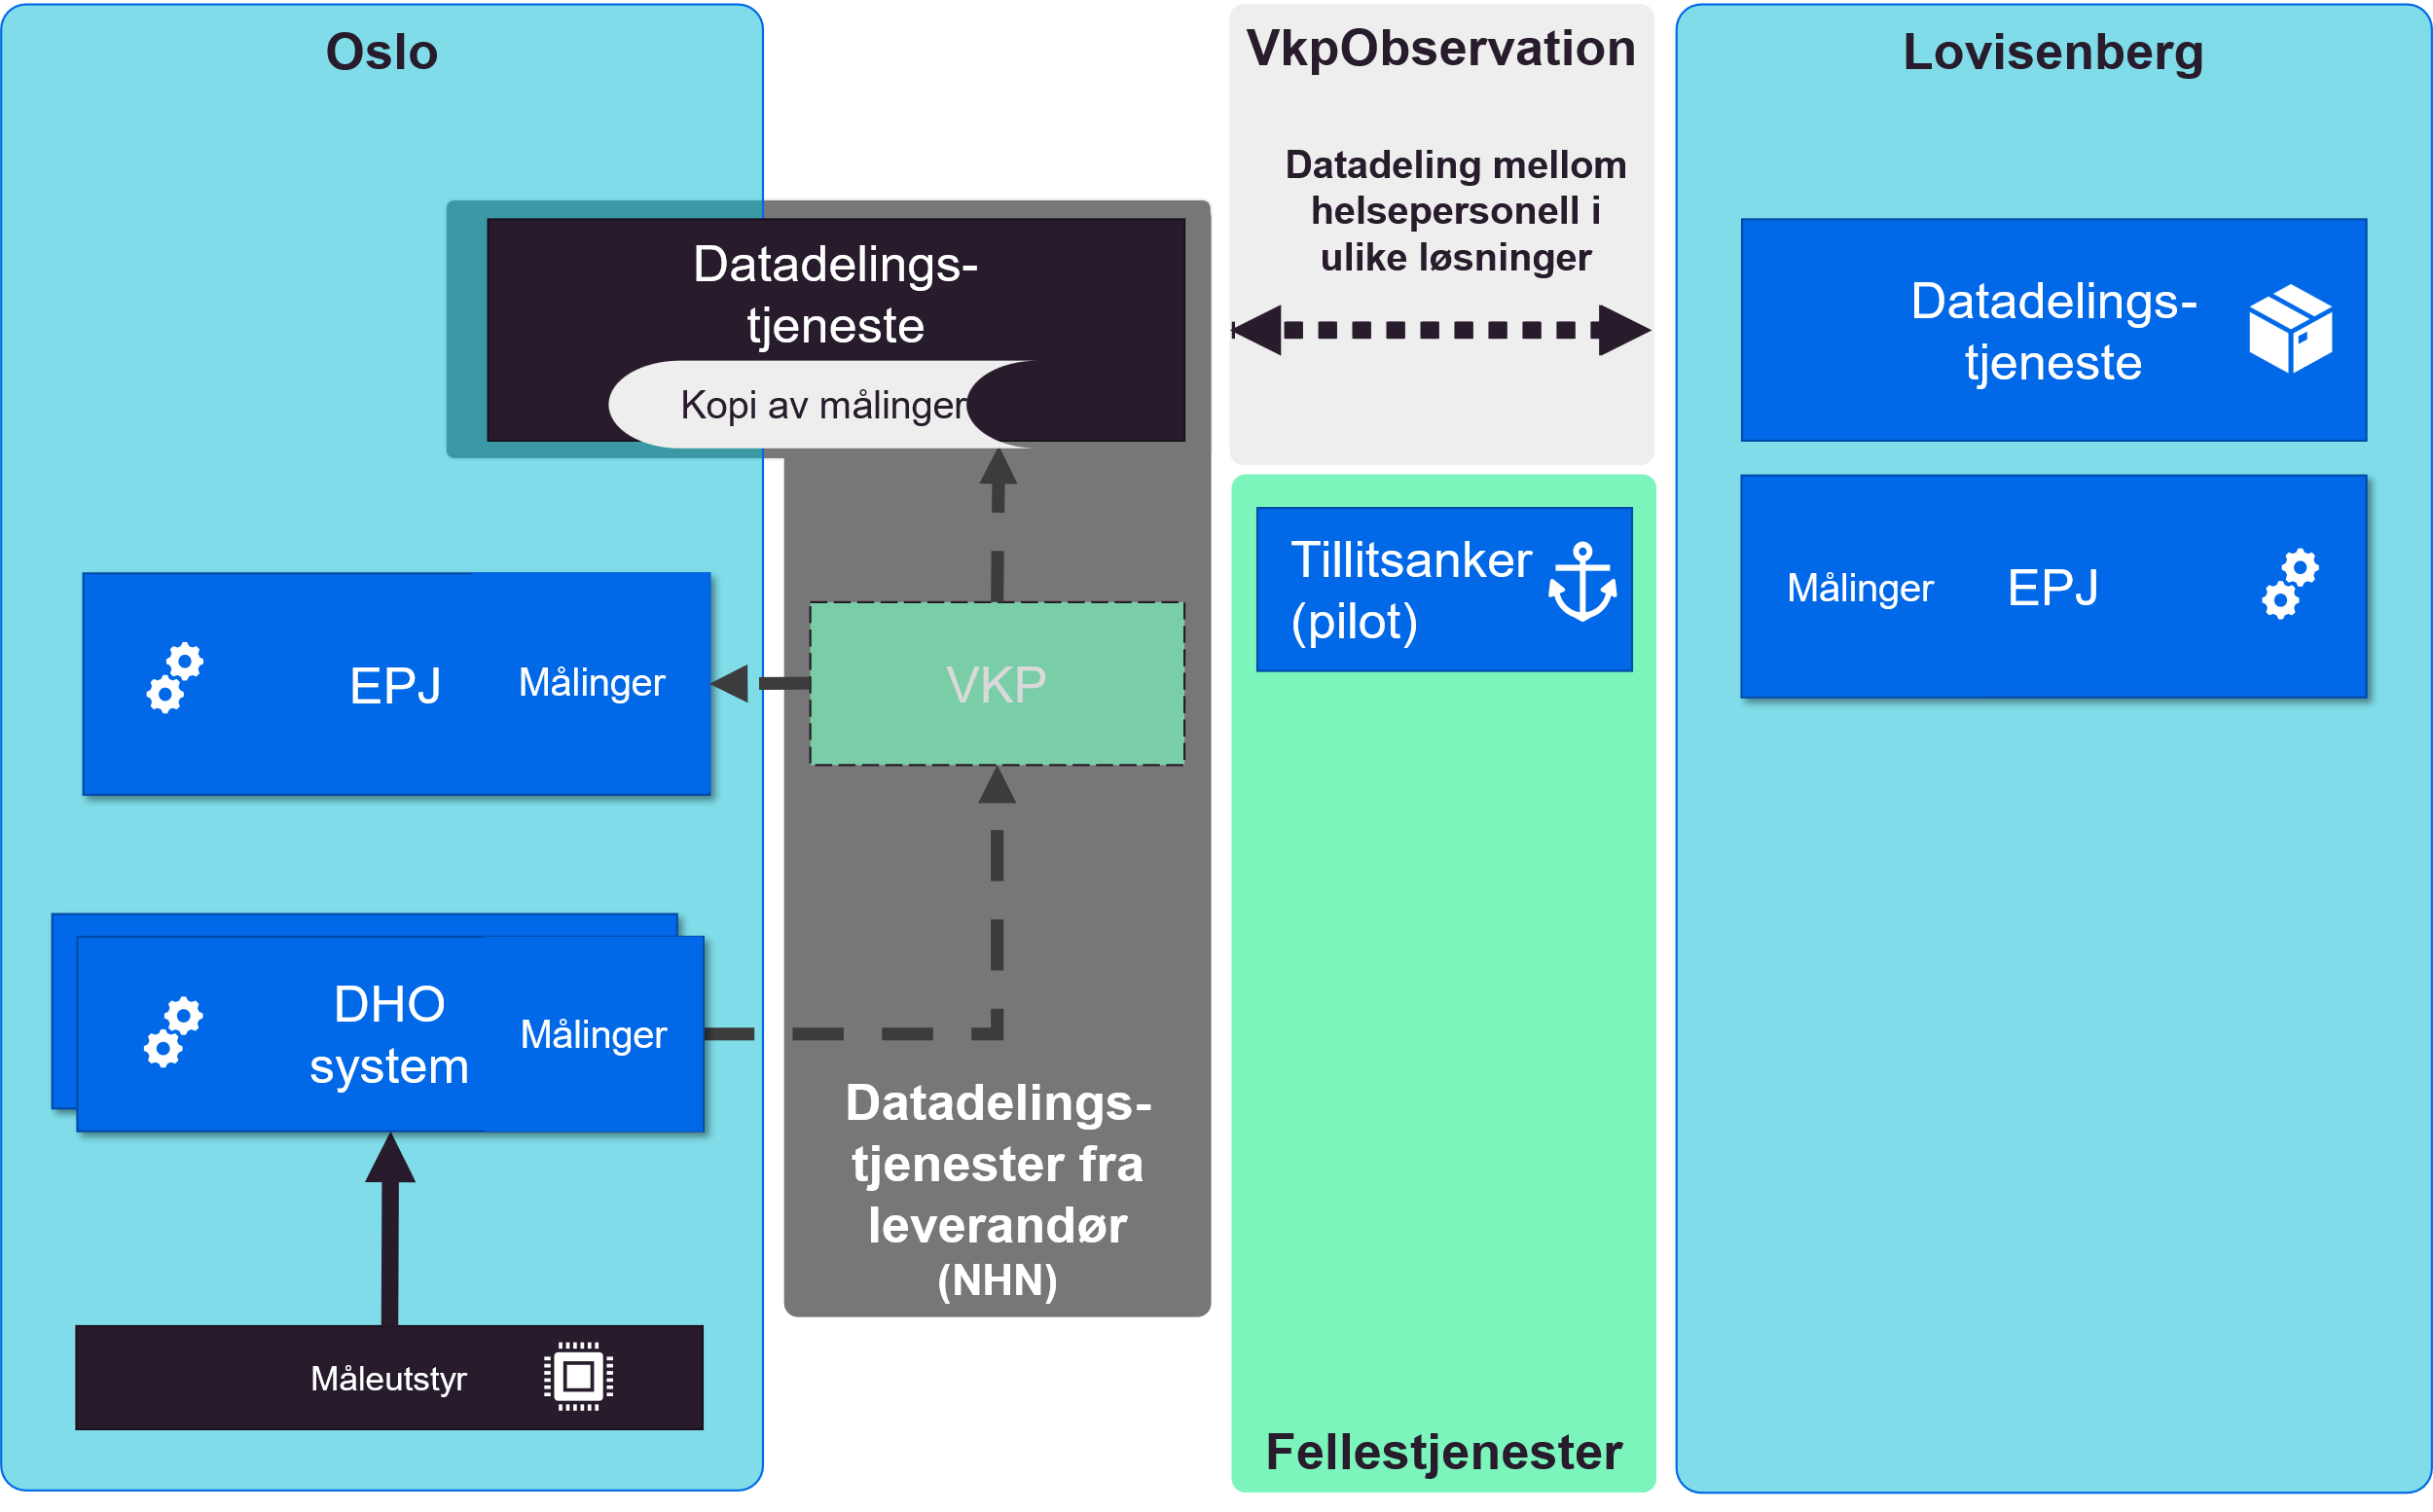 Oslo
Datadelings-
tjeneste
Kopi av målinger
EPJ
Målinger
VKP
DHO
system
Målinger
Datadelings-
tjenester fra
leverandør
(NHN)
Måleutstyr
VkpObservation
Datadeling mellom
helsepersonell i
ulike løsninger
Tillitsanker
(pilot)
Fellestjenester
Lovisenberg
Datadelings-
tjeneste
Målinger
EPJ